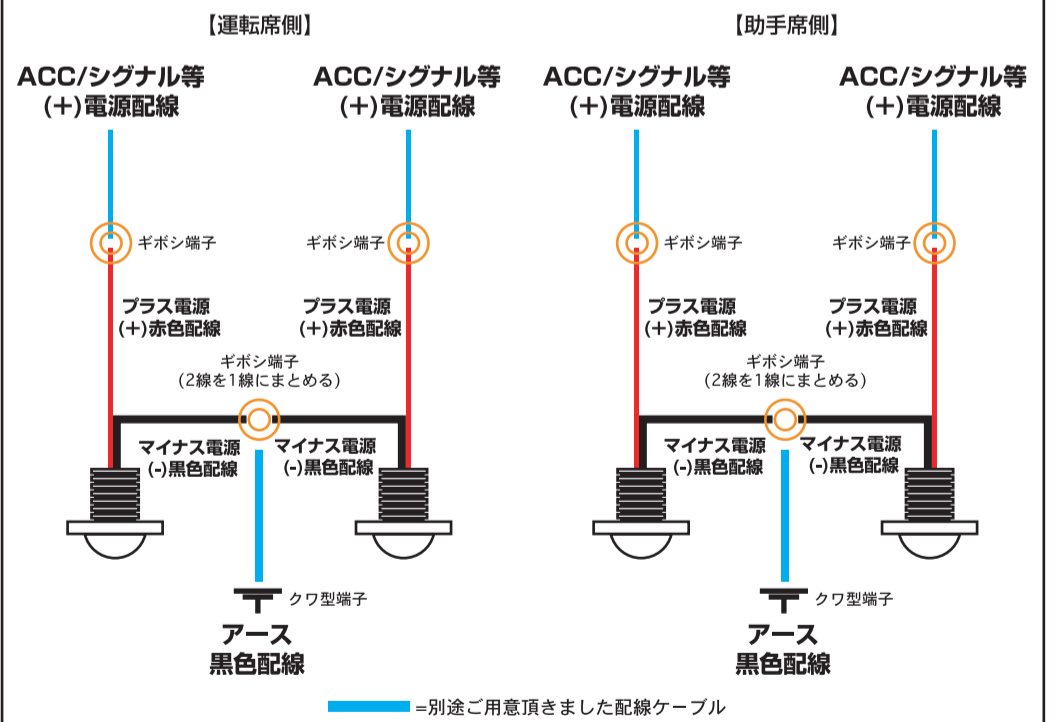 【運転席側】
【助手席側】
ACC/シグナル等
(+)電源配線
ACC/シグナル等
(+)電源配線
ACC/シグナル等
(+)電源配線
ACC/シグナル等
(+)電源配線
ギボシ端子
ギボシ端子
ギボシ端子
ギボシ端子
プラス電源
(+)赤色配線
プラス電源
(+)赤色配線
プラス電源
(+)赤色配線
プラス電源
(+)赤色配線
ギボシ端子
(2線を1線にまとめる)
ギボシ端子
(2線を1線にまとめる)
マイナス電源
(-)黒色配線
マイナス電源
(-)黒色配線
マイナス電源
(-)黒色配線
マイナス電源
(-)黒色配線
クワ型端子
クワ型端子
アース
黒色配線
アース
黒色配線
=別途ご用意頂きました配線ケーブル